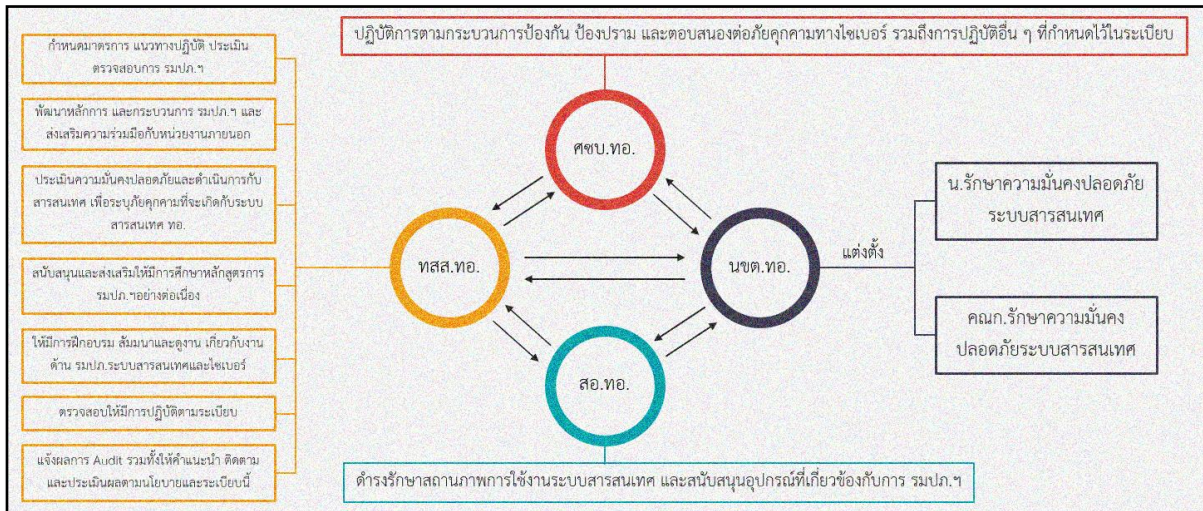 ปฏิบัติการตามกระบวนการป้องกัน ป้องปราม และตอบสนองต่อภัยคุกคามทางไซเบอร์ รวมถึงการปฏิบัติอื่น ๆ ที่กำหนดไว้ในระเบียบ
กำหนดมาตรการ แนวทางปฏิบัติ ประเมิน
ตรวจสอบการ รมปภ.ฯ
พัฒนาหลักการ และกระบวนการ รมปภ.ฯ และ
ส่งเสริมความร่วมมือกับหน่วยงานภายนอก
ประเมินความมั่นคงปลอดภัยและดำเนินการกับ
สารสนเทศ เพื่อระบุภัยคุกคามที่จะเกิดกับระบบ
สารสนเทศ ทอ.
สนับสนุนและส่งเสริมให้มีการศึกษาหลักสูตรการ
รมปภ.ฯอย่างต่อเนื่อง
ให้มีการฝึกอบรม สัมมนาและดูงาน เกี่ยวกับงาน
ด้าน รมปภ.ระบบสารสนเทศและไซเบอร์
ตรวจสอบให้มีการปฏิบัติตามระเบียบ
แจ้งผลการ Audit รวมทั้งให้คำแนะนำ ติดตาม
และประเมินผลตามนโยบายและระเบียบนี้
ศซบ.ทอ.
ทสส.ทอ.
นขต.ทอ.
สอ.ทอ.
แต่งตั้ง
น.รักษาความมั่นคงปลอดภัย
ระบบสารสนเทศ
คณก.รักษาความมั่นคง
ปลอดภัยระบบสารสนเทศ
ดำรงรักษาสถานภาพการใช้งานระบบสารสนเทศ และสนับสนุนอุปกรณ์ที่เกี่ยวข้องกับการ รมปภ.ฯ